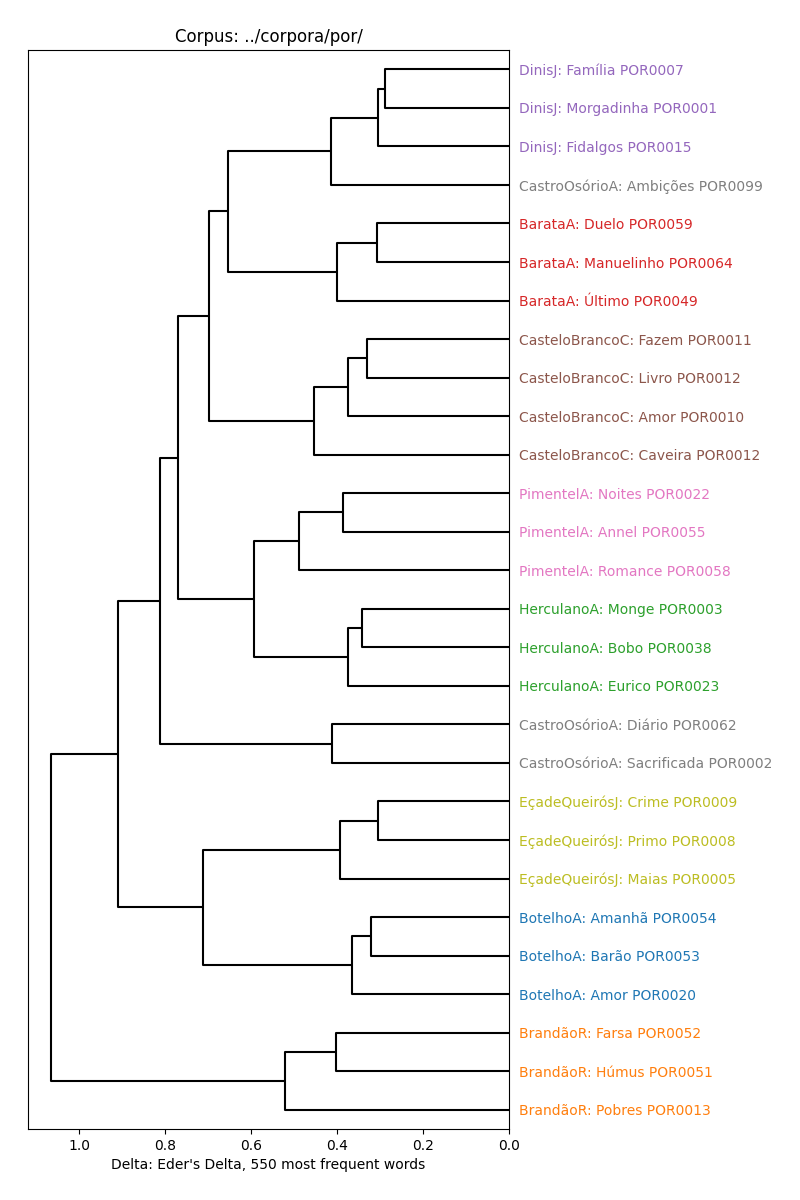 Corpus: ../corpora/por/
DinisJ: Família POR0007
DinisJ: Morgadinha POR0001
DinisJ: Fidalgos POR0015
CastroOsórioA: Ambições POR0099
BarataA: Duelo POR0059
BarataA: Manuelinho POR0064
BarataA: Último POR0049
CasteloBrancoC: Fazem POR0011
CasteloBrancoC: Livro POR0012
CasteloBrancoC: Amor POR0010
CasteloBrancoC: Caveira POR0012
PimentelA: Noites POR0022
PimentelA: Annel POR0055
PimentelA: Romance POR0058
HerculanoA: Monge POR0003
HerculanoA: Bobo POR0038
HerculanoA: Eurico POR0023
CastroOsórioA: Diário POR0062
CastroOsórioA: Sacrificada POR0002
EçadeQueirósJ: Crime POR0009
EçadeQueirósJ: Primo POR0008
EçadeQueirósJ: Maias POR0005
BotelhoA: Amanhã POR0054
BotelhoA: Barão POR0053
BotelhoA: Amor POR0020
BrandãoR: Farsa POR0052
BrandãoR: Húmus POR0051
BrandãoR: Pobres POR0013
1.0 0.8 0.6 0.4 0.2 0.0
Delta: Eder's Delta, 550 most frequent words